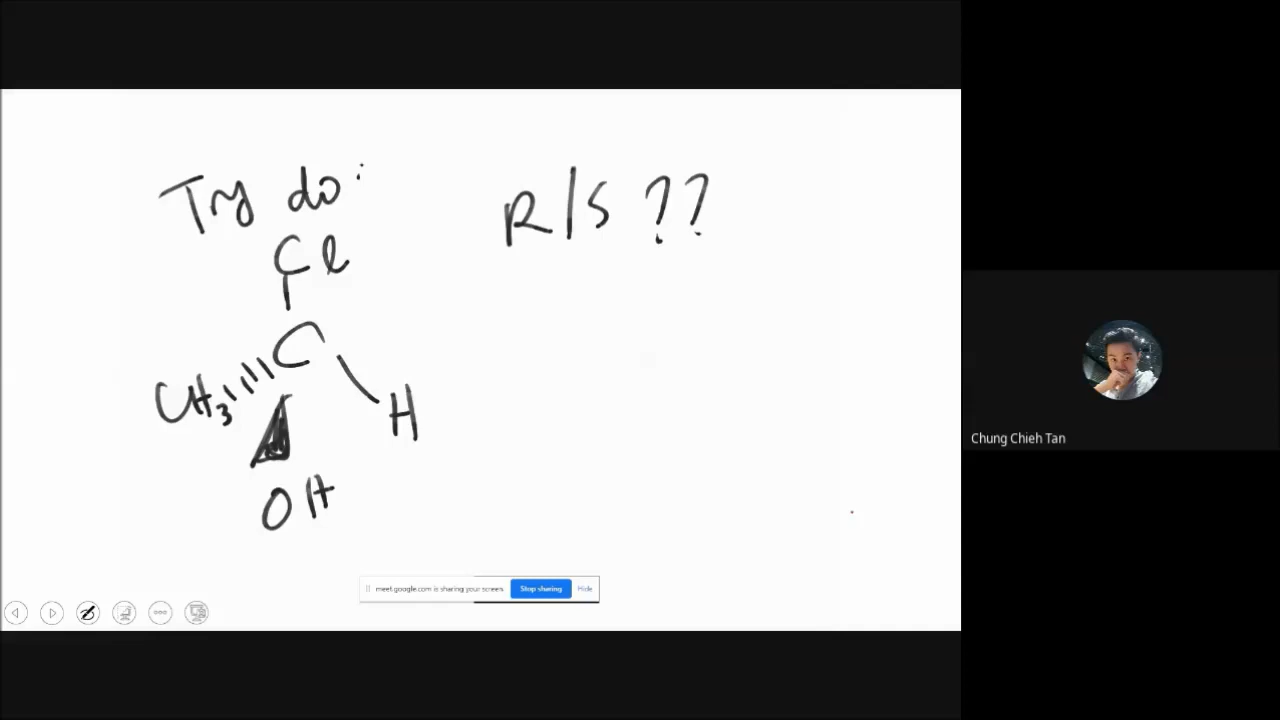 Try do:
R/S ??
Cl
C
CH3
H
OH
Chung Chieh Tan
meet.google.com is sharing your screen
Stop sharing
Hide